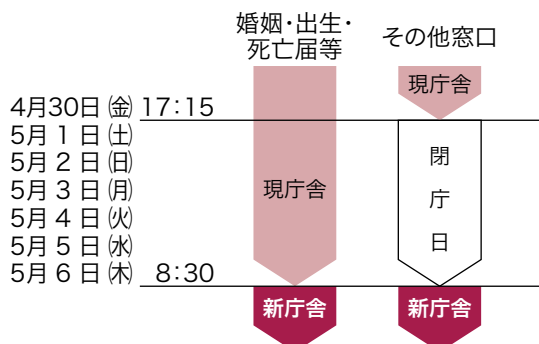 婚姻・出生・
死亡届等
その他窓口
現庁舎
4月30日㈮17:15
5月 1 日㈯
5月 2 日㈰
5月 3 日㈪
5月 4 日㈫
5月 5 日㈬
5月 6 日㈭ 8:30
現庁舎
閉庁日
新庁舎
新庁舎